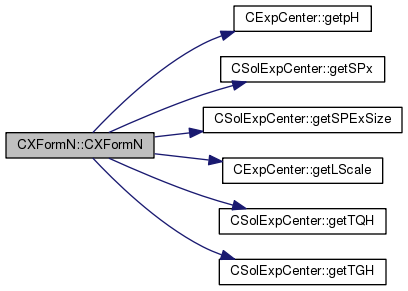 CExpCenter::getpH
CSolExpCenter::getSPx
CSolExpCenter::getSPExSize
CXFormN::CXFormN
CExpCenter::getLScale
CSolExpCenter::getTQH
CSolExpCenter::getTGH